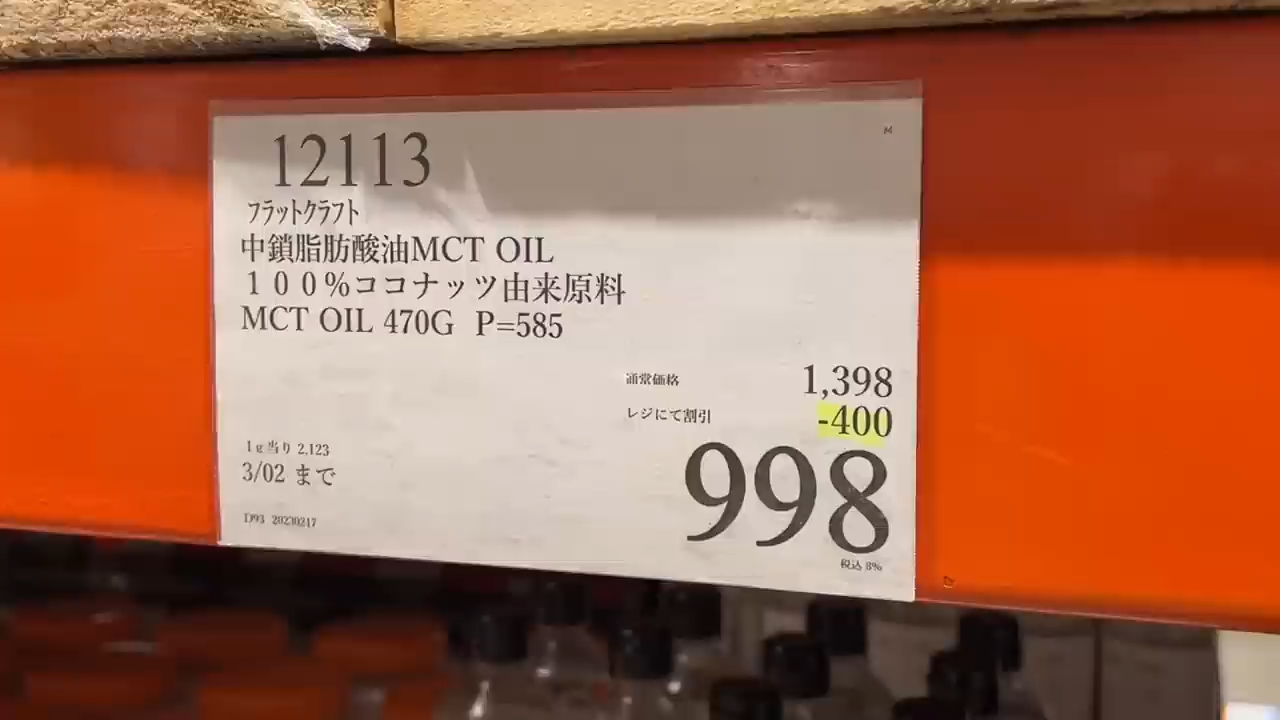 12113
M
フラットクラフト
中鎖脂肪酸油MCT OIL
１００%ココナッツ由来原料
MCT OIL 470G P=585
通常価格 1,398
レジにて割引 -400
998
1g当り 2,123
3/02 まで
D93 20230217
税込 8%